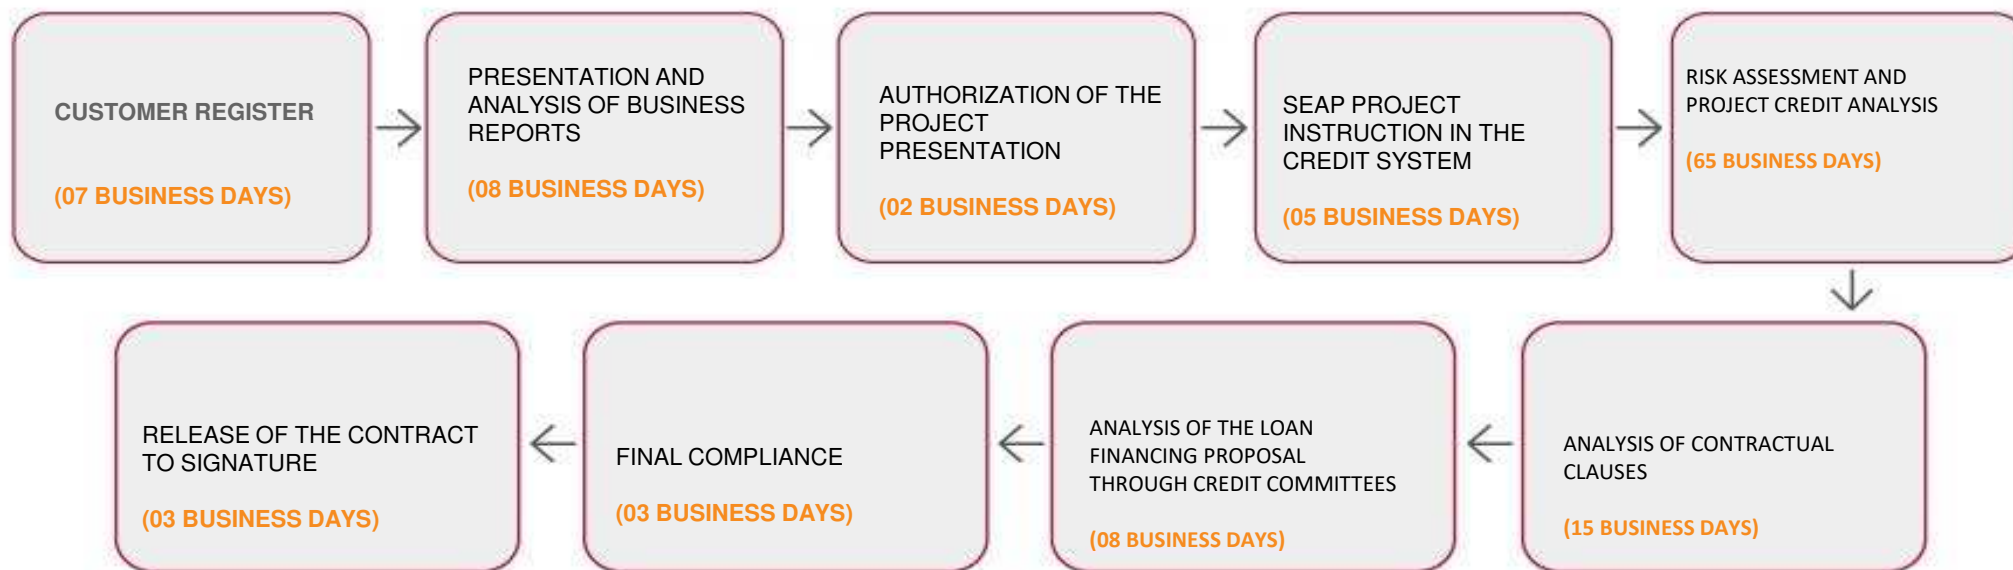 CUSTOMER REGISTER
(07 BUSINESS DAYS)
PRESENTATION AND
ANALYSIS OF BUSINESS
REPORTS
(08 BUSINESS DAYS)
AUTHORIZATION OF THE
PROJECT
PRESENTATION
(02 BUSINESS DAYS)
SEAP PROJECT
INSTRUCTION IN THE
CREDIT SYSTEM
(05 BUSINESS DAYS)
RISK ASSESSMENT AND
PROJECT CREDIT ANALYSIS
(65 BUSINESS DAYS)
ANALYSIS OF CONTRACTUAL
CLAUSES
(15 BUSINESS DAYS)
ANALYSIS OF THE LOAN
FINANCING PROPOSAL
THROUGH CREDIT COMMITTEES
(08 BUSINESS DAYS)
FINAL COMPLIANCE
(03 BUSINESS DAYS)
RELEASE OF THE CONTRACT
TO SIGNATURE
(03 BUSINESS DAYS)